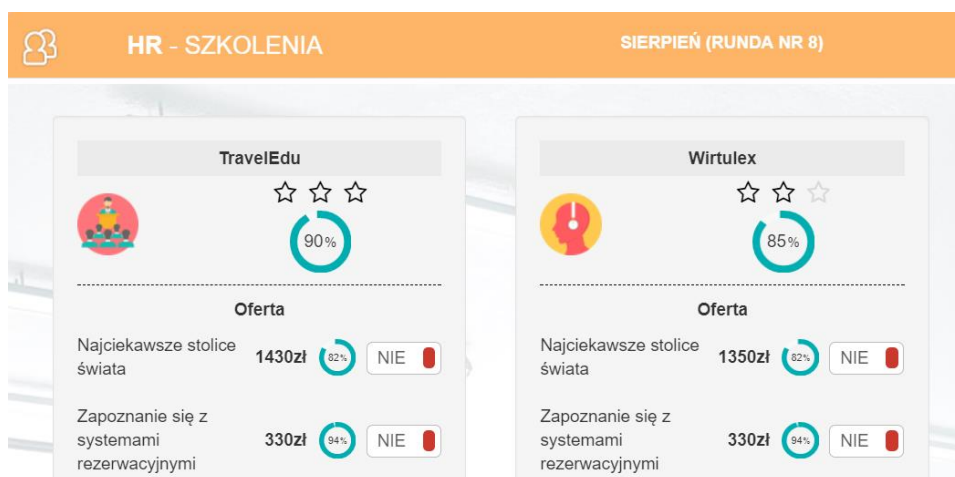 HR - SZKOLENIA
SIERPIEŃ (RUNDA NR 8)
TravelEdu
90%
Oferta
Najciekawsze stolice
świata
1430zł
82%
NIE
Zapoznanie się z
systemami
rezerwacyjnymi
330zł
94%
NIE
Wirtulex
85%
Oferta
Najciekawsze stolice
świata
1350zł
82%
NIE
Zapoznanie się z
systemami
rezerwacyjnymi
330zł
94%
NIE